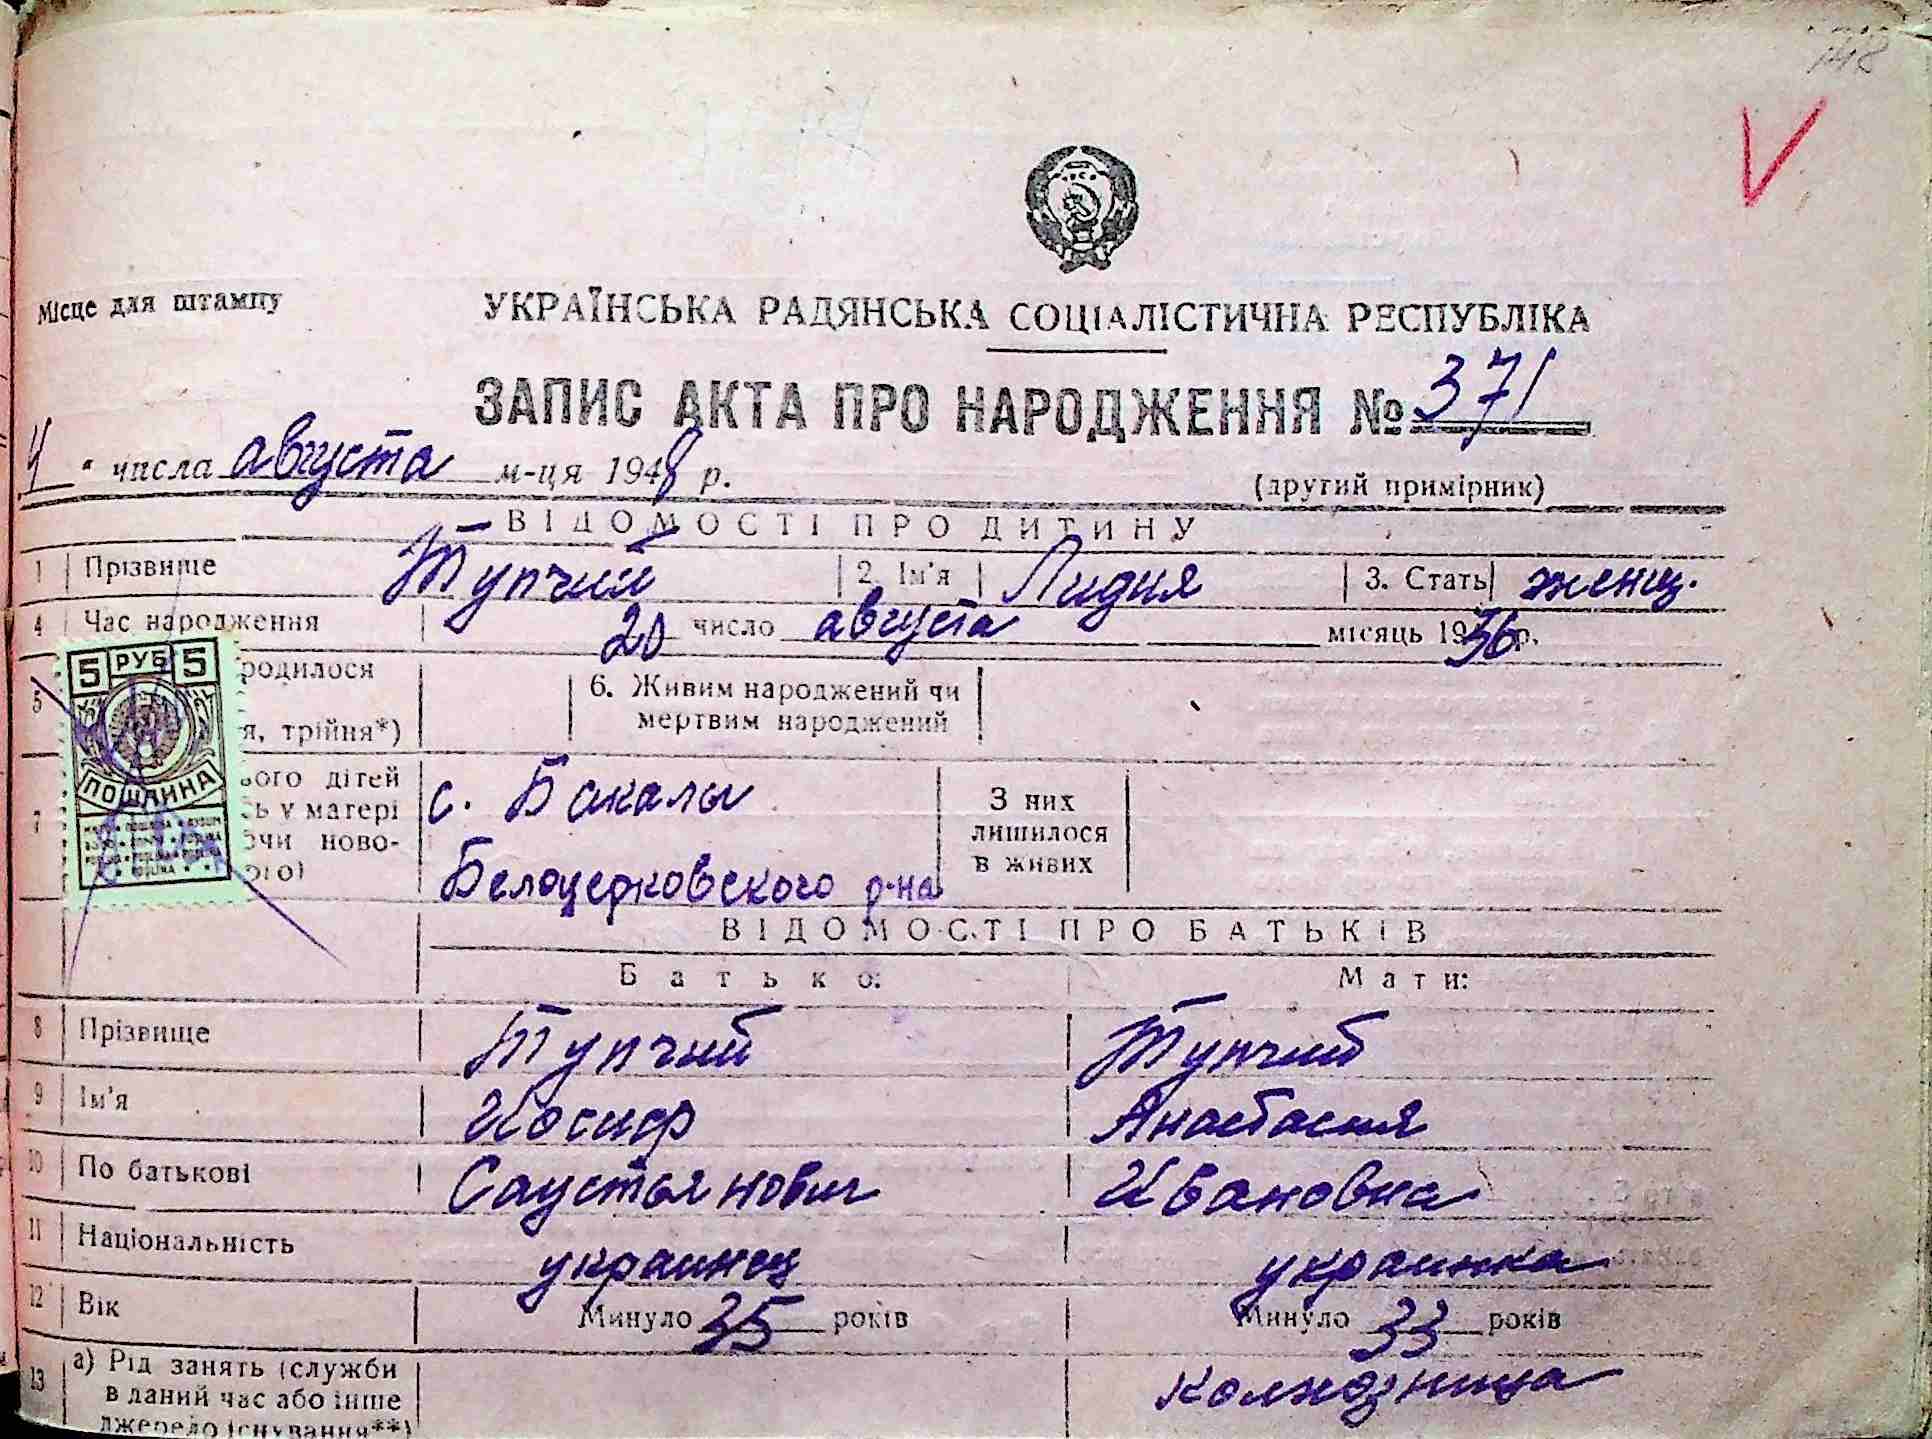 148
Місце для штампу
УКРАЇНСЬКА РАДЯНСЬКА СОЦІАЛІСТИЧНА РЕСПУБЛІКА
ЗАПИС АКТА ПРО НАРОДЖЕННЯ № 371
4 " числа августа м-ця 1948 р.
(другий примірник)
ВІДОМОСТІ ПРО ДИТИНУ
1 Прізвище Тупчий 2. Ім'я Лидия 3. Стать женщ.
4 Час народження 20 число августа місяць 1936 р.
5 родилося
я, трійня*)
6. Живим народжений чи
мертвим народжений
5 РУБ 5
ПОШЛИНА
7 ього дітей
ь у матері
ючи ново-
ого)
с. Бакалы
Белоцерковского р-на
З них
лишилося
в живих
ВІДОМОСТІ ПРО БАТЬКІВ
Батько: Мати:
8 Прізвище Тупчий Тупчий
9 Ім'я Иосиф Анастасия
10 По батькові Саустьянович Ивановна
11 Національність украинец украинка
12 Вік Минуло 35 років Минуло 33 років
13 а) Рід занять (служби
в даний час або інше
джерело існування**)
колхозница